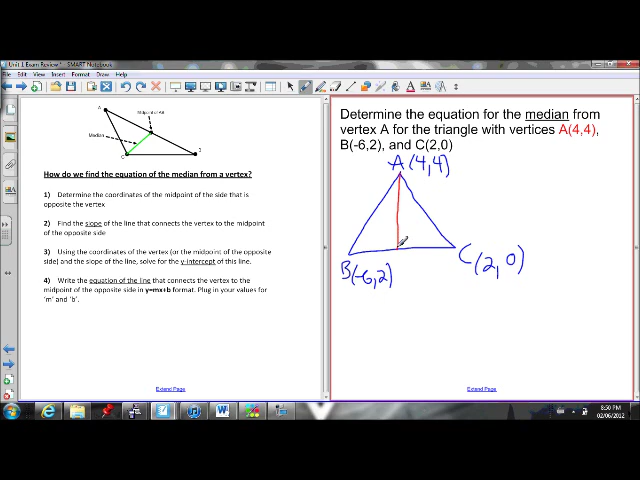 Unit 1 Exam Review * - SMART Notebook
File Edit View Insert Format Tools Draw Help
A
Midpoint of AB
Median
C
B
How do we find the equation of the median from a vertex?
1) Determine the coordinates of the midpoint of the side that is
opposite the vertex
2) Find the slope of the line that connects the vertex to the midpoint
of the opposite side
3) Using the coordinates of the vertex (or the midpoint of the opposite
side) and the slope of the line, solve for the y-intercept of this line.
4) Write the equation of the line that connects the vertex to the
midpoint of the opposite side in y=mx+b format. Plug in your values for
'm' and 'b'.
Extend Page
Determine the equation for the median from
vertex A for the triangle with vertices A(4,4),
B(-6,2), and C(2,0)
A (4,4)
B(-6,2)
C (2, 0)
Extend Page
8:50 PM
02/06/2012